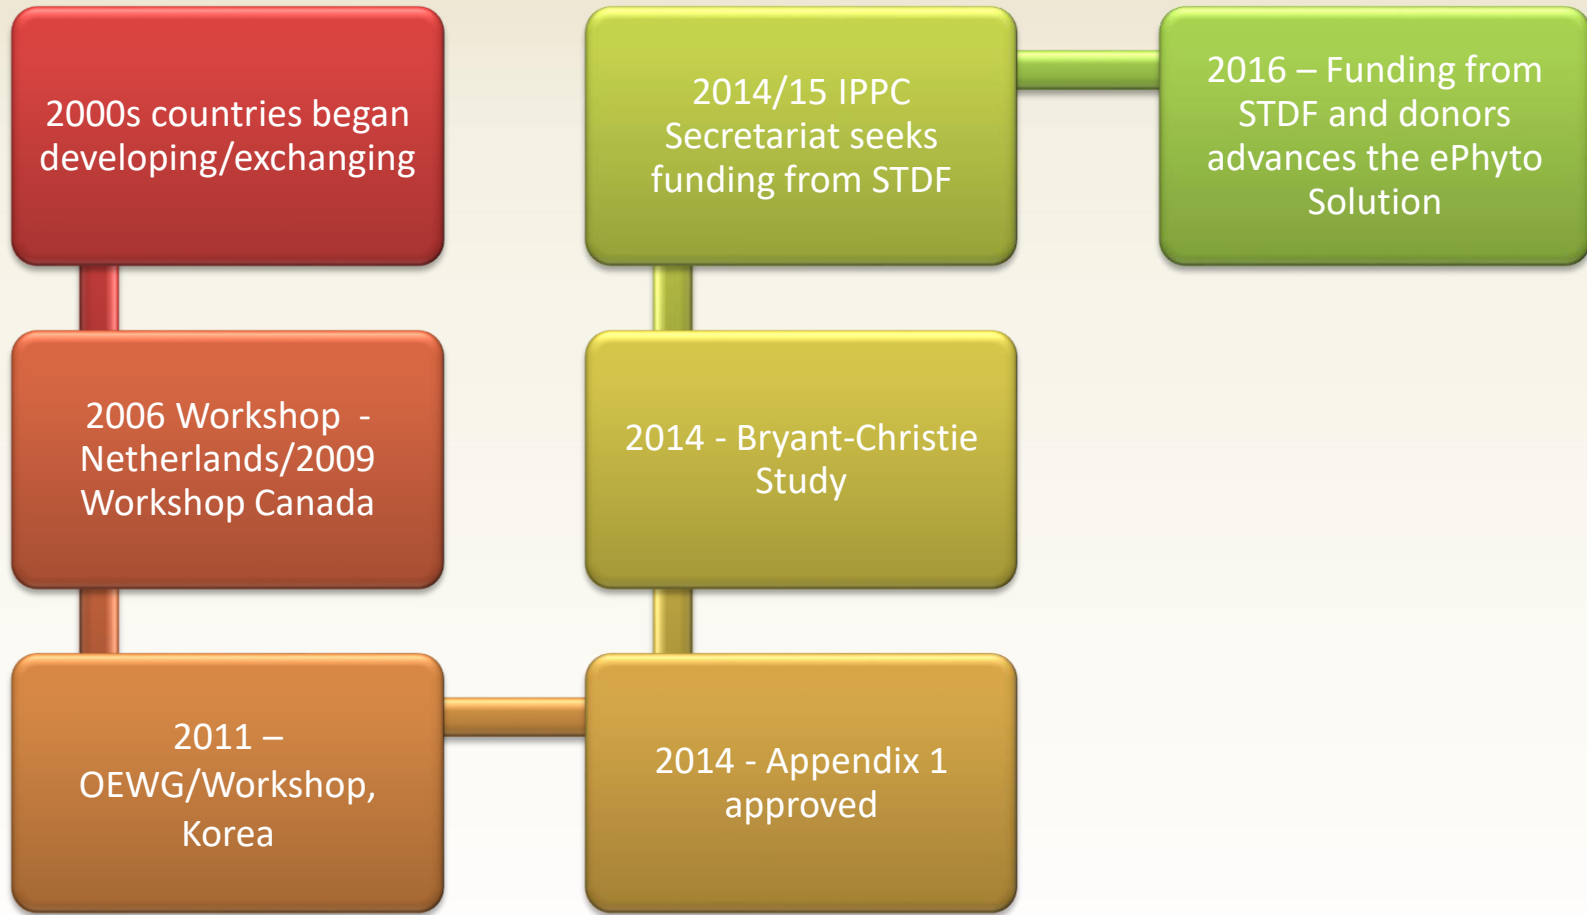 2000s countries began
developing/exchanging
2006 Workshop -
Netherlands/2009
Workshop Canada
2011 –
OEWG/Workshop,
Korea
2014 - Appendix 1
approved
2014 - Bryant-Christie
Study
2014/15 IPPC
Secretariat seeks
funding from STDF
2016 – Funding from
STDF and donors
advances the ePhyto
Solution